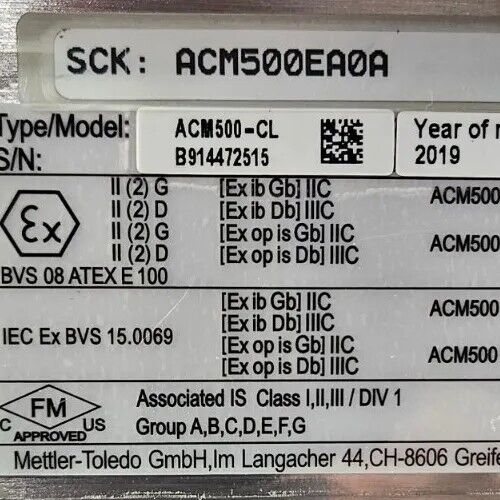 SCK: ACM500EA0A
Type/Model: ACM500-CL Year of
S/N: B914472515 2019
II (2) G [Ex ib Gb] IIC ACM500
II (2) D [Ex ib Db] IIIC
II (2) G [Ex op is Gb] IIC ACM500
II (2) D [Ex op is Db] IIIC
Ex
BVS 08 ATEX E 100
[Ex ib Gb] IIC ACM500
IEC Ex BVS 15.0069 [Ex ib Db] IIIC
[Ex op is Gb] IIC ACM500
[Ex op is Db] IIIC
FM Associated IS Class I,II,III / DIV 1
C US Group A,B,C,D,E,F,G
APPROVED
Mettler-Toledo GmbH,Im Langacher 44,CH-8606 Greife